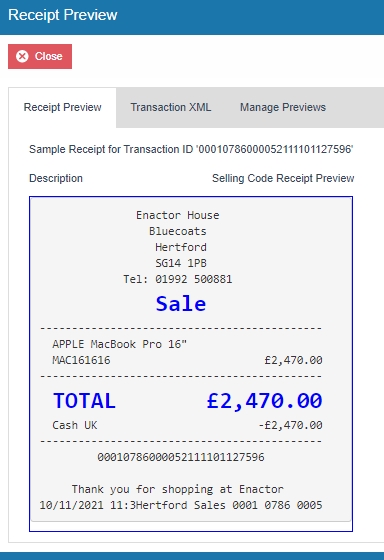 Receipt Preview
Close
Receipt Preview Transaction XML Manage Previews
Sample Receipt for Transaction ID '00010786000052111101127596'
Description Selling Code Receipt Preview
Enactor House
Bluecoats
Hertford
SG14 1PB
Tel: 01992 500881
Sale
APPLE MacBook Pro 16"
MAC161616 £2,470.00
TOTAL £2,470.00
Cash UK -£2,470.00
00010786000052111101127596
Thank you for shopping at Enactor
10/11/2021 11:3Hertford Sales 0001 0786 0005